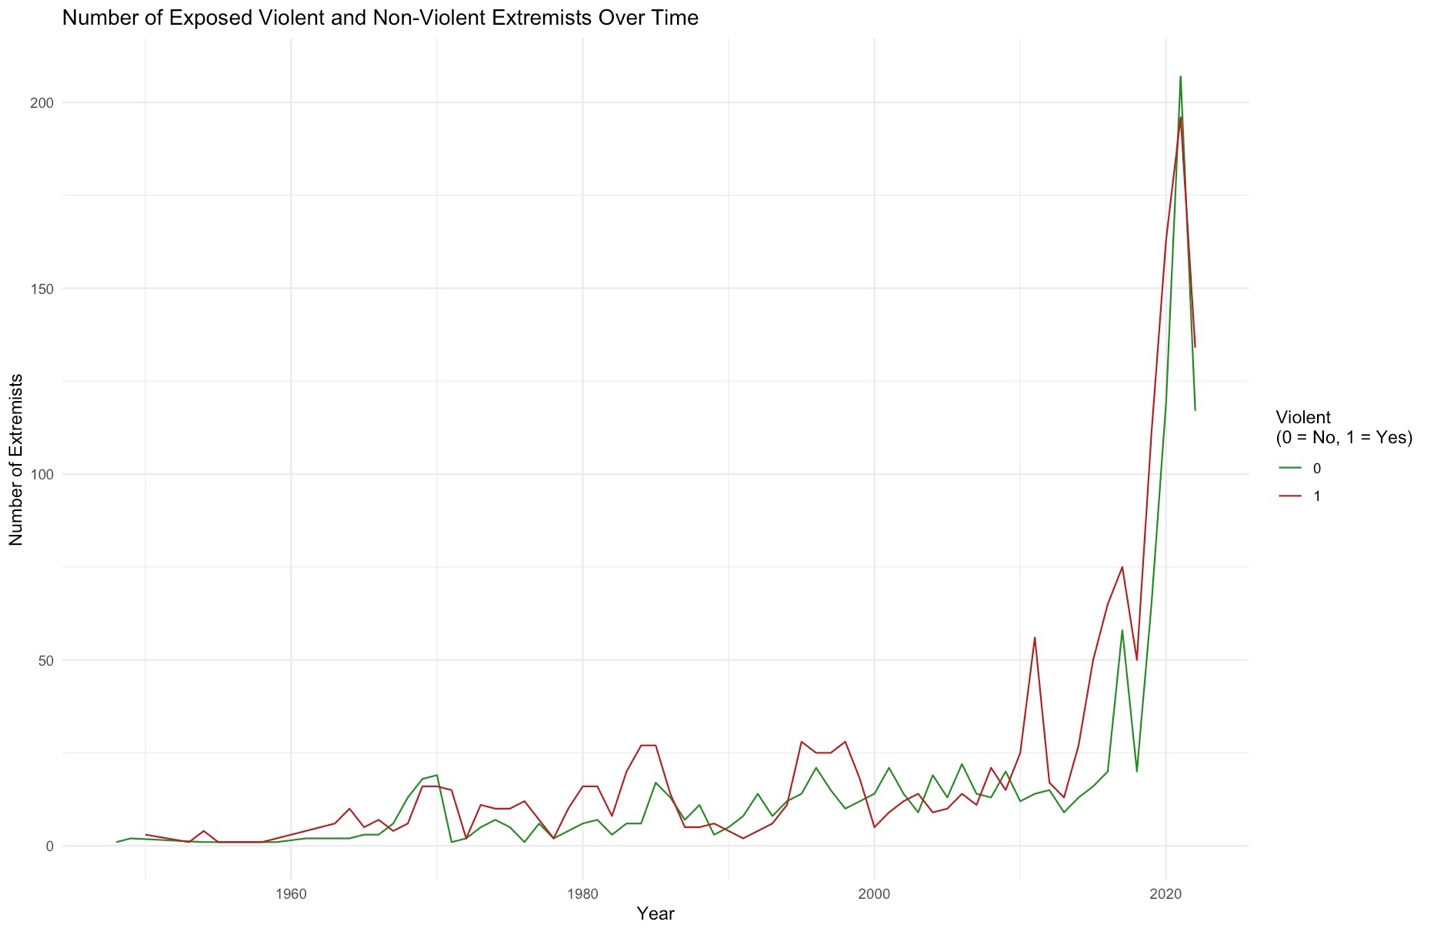 Number of Exposed Violent and Non-Violent Extremists Over Time
200
150
100
50
0
Number of Extremists
1960
1980
2000
2020
Year
Violent
(0 = No, 1 = Yes)
0
1